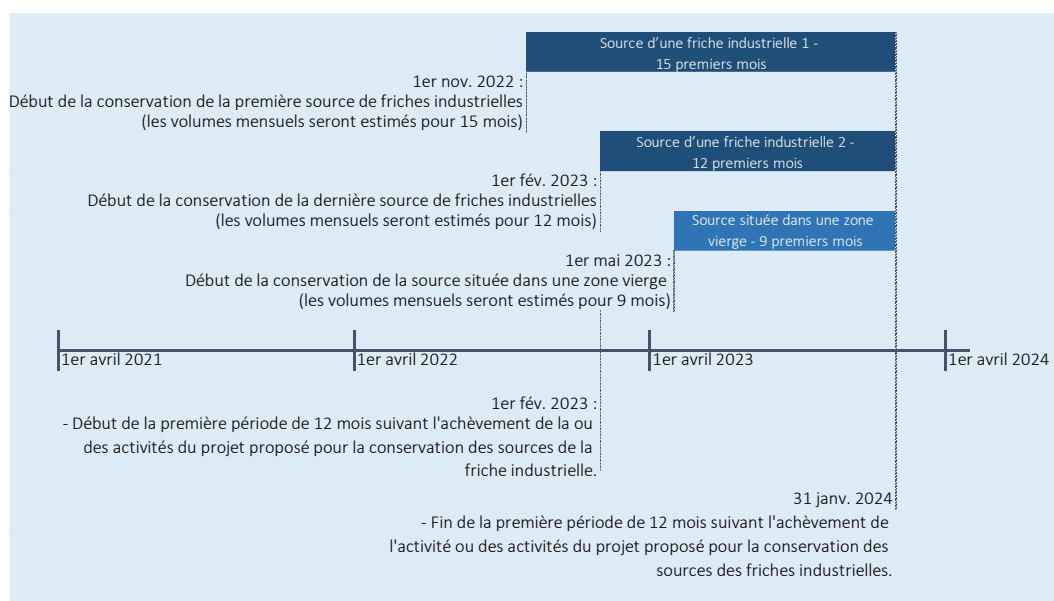 Source d’une friche industrielle 1 -
15 premiers mois
1er nov. 2022 :
Début de la conservation de la première source de friches industrielles
(les volumes mensuels seront estimés pour 15 mois)
Source d’une friche industrielle 2 -
12 premiers mois
1er fév. 2023 :
Début de la conservation de la dernière source de friches industrielles
(les volumes mensuels seront estimés pour 12 mois)
Source située dans une zone
vierge - 9 premiers mois
1er mai 2023 :
Début de la conservation de la source située dans une zone vierge
(les volumes mensuels seront estimés pour 9 mois)
1er avril 2021
1er avril 2022
1er avril 2023
1er avril 2024
1er fév. 2023 :
- Début de la première période de 12 mois suivant l'achèvement de la ou
des activités du projet proposé pour la conservation des sources de la
friche industrielle.
31 janv. 2024
- Fin de la première période de 12 mois suivant l'achèvement de
l'activité ou des activités du projet proposé pour la conservation des
sources des friches industrielles.